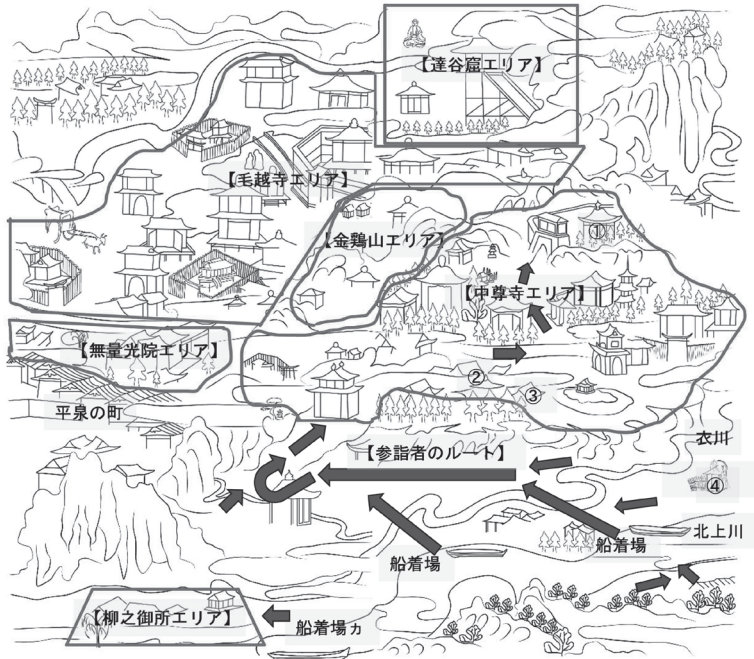 【達谷窟エリア】
【毛越寺エリア】
①
【金鶏山エリア】
【中尊寺エリア】
【無量光院エリア】
②
③
平泉の町
衣川
【参詣者のルート】
④
北上川
船着場
船着場
【柳之御所エリア】
船着場ヵ